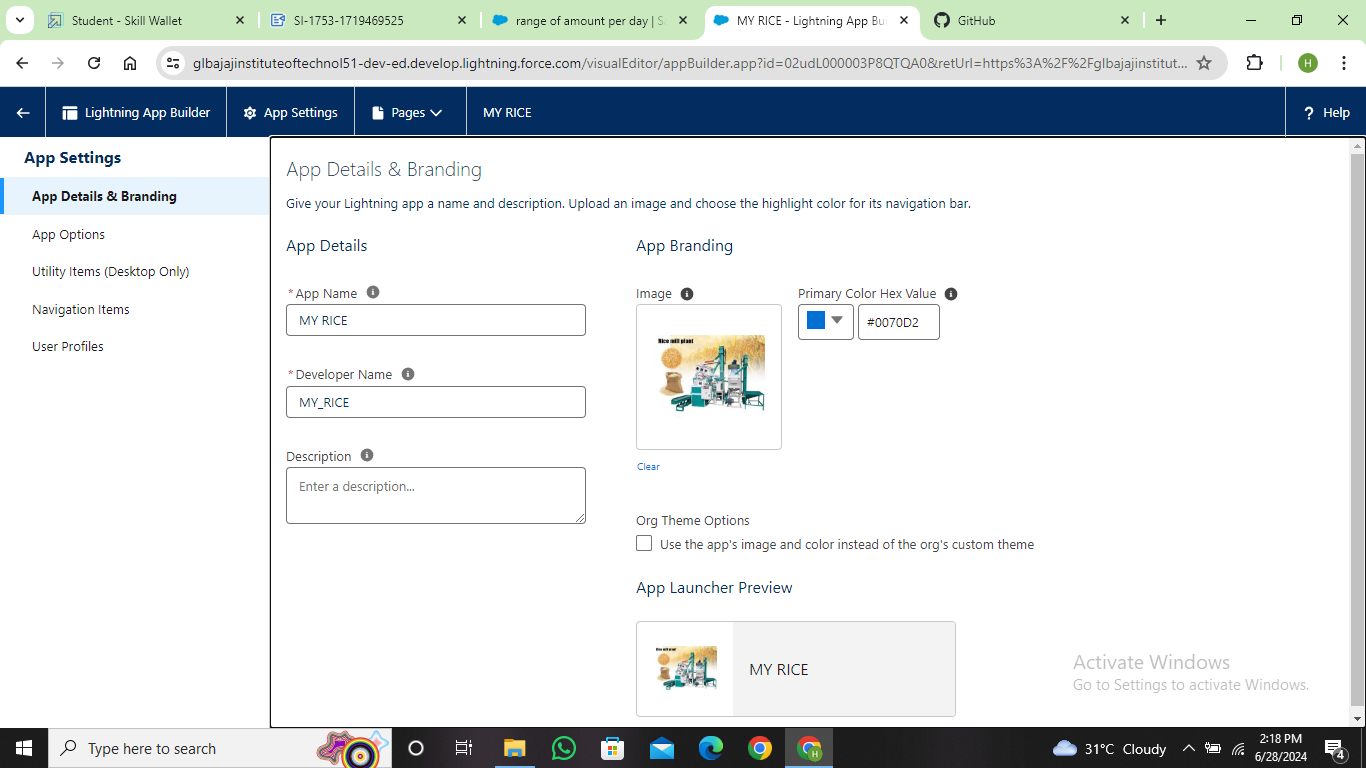 Student - Skill Wallet
SI-1753-1719469525
range of amount per day | S
MY RICE - Lightning App Bu
GitHub
glbajajinstituteoftechnol51-dev-ed.develop.lightning.force.com/visualEditor/appBuilder.app?id=02udL000003P8QTQA0&retUrl=https%3A%2F%2Fglbajajinstitut...
H
Lightning App Builder
App Settings
Pages
MY RICE
? Help
App Settings
App Details & Branding
App Options
Utility Items (Desktop Only)
Navigation Items
User Profiles
App Details & Branding
Give your Lightning app a name and description. Upload an image and choose the highlight color for its navigation bar.
App Details
*App Name
MY RICE
*Developer Name
MY_RICE
Description
Enter a description...
App Branding
Image
Rice mill plant
Clear
Primary Color Hex Value
#0070D2
Org Theme Options
Use the app's image and color instead of the org's custom theme
App Launcher Preview
Rice mill plant
MY RICE
Activate Windows
Go to Settings to activate Windows.
Type here to search
H
31°C Cloudy
2:18 PM
6/28/2024
4